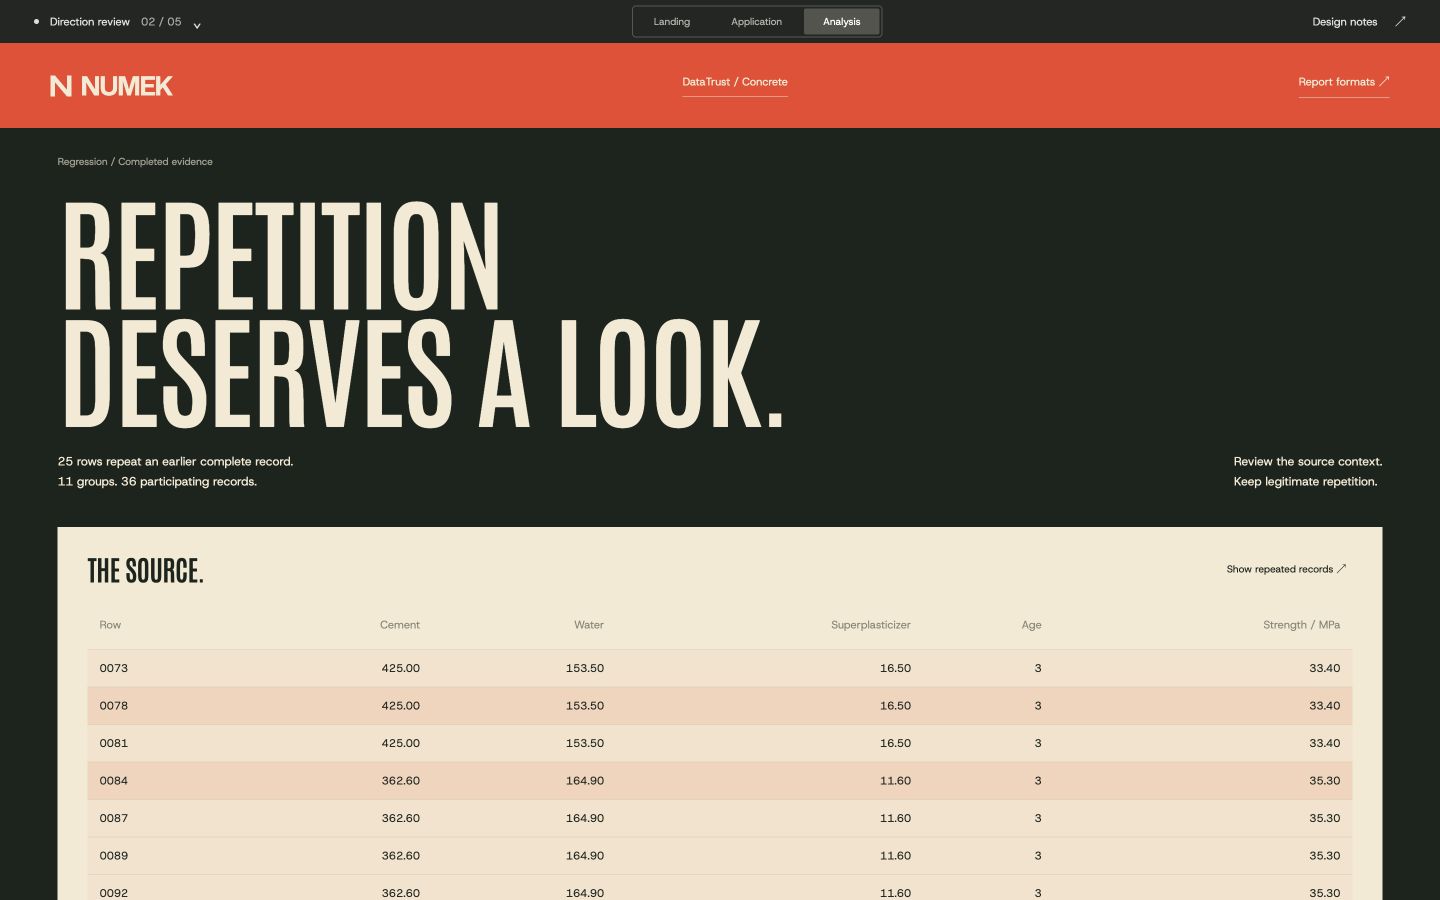 Direction review 02 / 05
Landing Application Analysis
Design notes ↗
N NUMEK
DataTrust / Concrete
Report formats ↗
Regression / Completed evidence
REPETITION
DESERVES A LOOK.
25 rows repeat an earlier complete record.
11 groups. 36 participating records.
Review the source context.
Keep legitimate repetition.
THE SOURCE.
Show repeated records ↗
Row Cement Water Superplasticizer Age Strength / MPa
0073 425.00 153.50 16.50 3 33.40
0078 425.00 153.50 16.50 3 33.40
0081 425.00 153.50 16.50 3 33.40
0084 362.60 164.90 11.60 3 35.30
0087 362.60 164.90 11.60 3 35.30
0089 362.60 164.90 11.60 3 35.30
0092 362.60 164.90 11.60 3 35.30